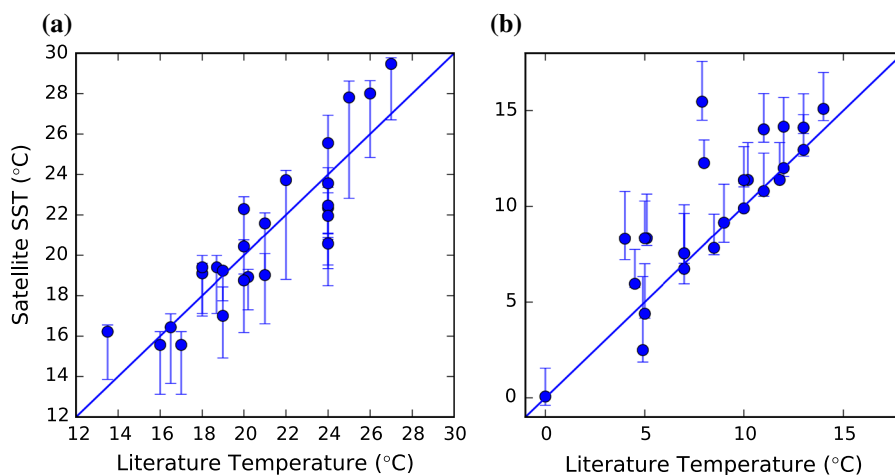 (a)
(b)
Satellite SST (°C)
30
28
26
24
22
20
18
16
14
12
12 14 16 18 20 22 24 26 28 30
Literature Temperature (°C)
15
10
5
0
0 5 10 15
Literature Temperature (°C)